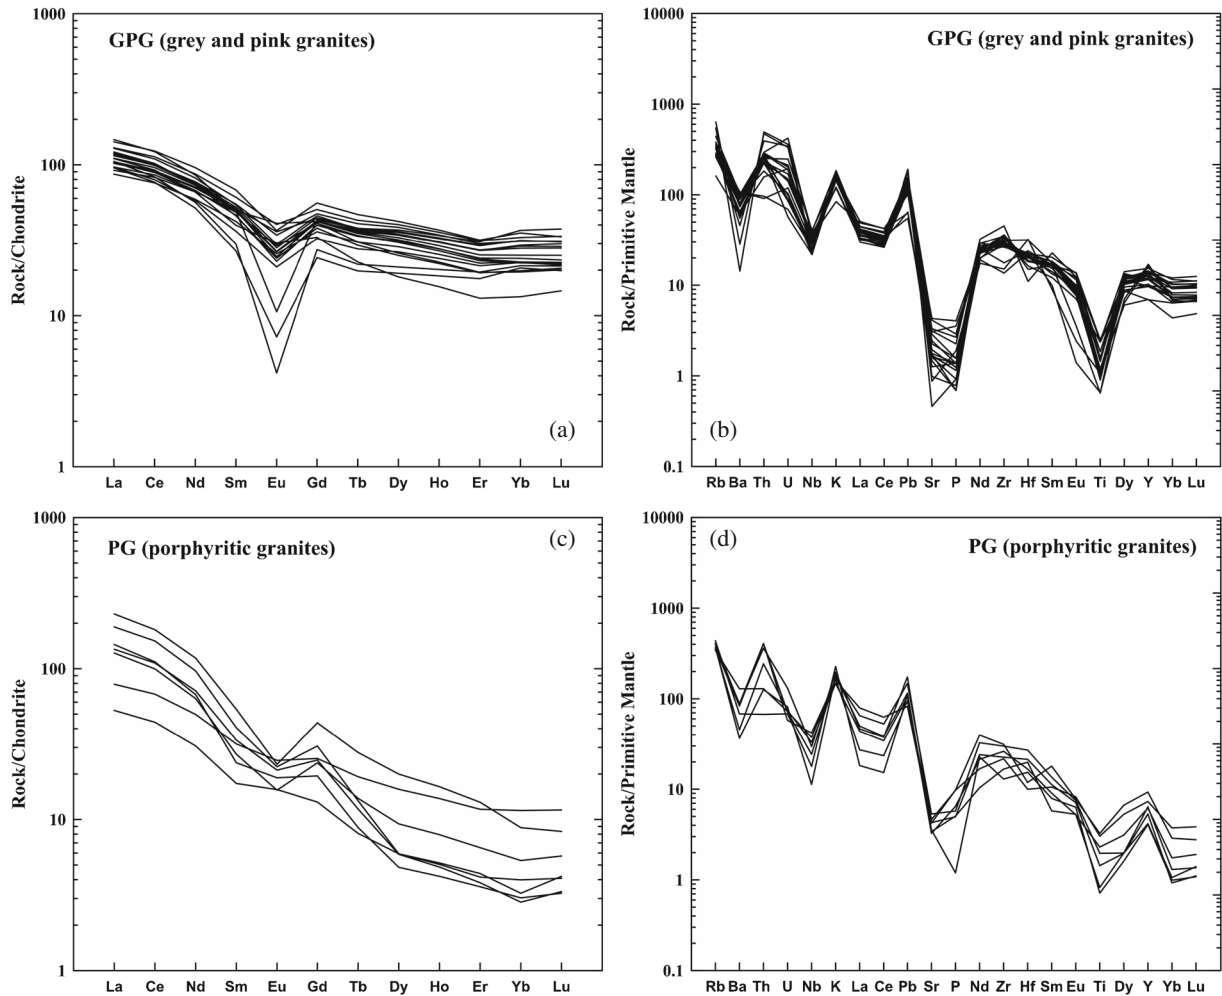 1000
100
10
1
Rock/Chondrite
GPG (grey and pink granites)
(a)
La Ce Nd Sm Eu Gd Tb Dy Ho Er Yb Lu
10000
1000
100
10
1
0.1
Rock/Primitive Mantle
GPG (grey and pink granites)
(b)
Rb Ba Th U Nb K La Ce Pb Sr P Nd Zr Hf Sm Eu Ti Dy Y Yb Lu
1000
100
10
1
Rock/Chondrite
PG (porphyritic granites)
(c)
La Ce Nd Sm Eu Gd Tb Dy Ho Er Yb Lu
10000
1000
100
10
1
0.1
Rock/Primitive Mantle
(d)
PG (porphyritic granites)
Rb Ba Th U Nb K La Ce Pb Sr P Nd Zr Hf Sm Eu Ti Dy Y Yb Lu